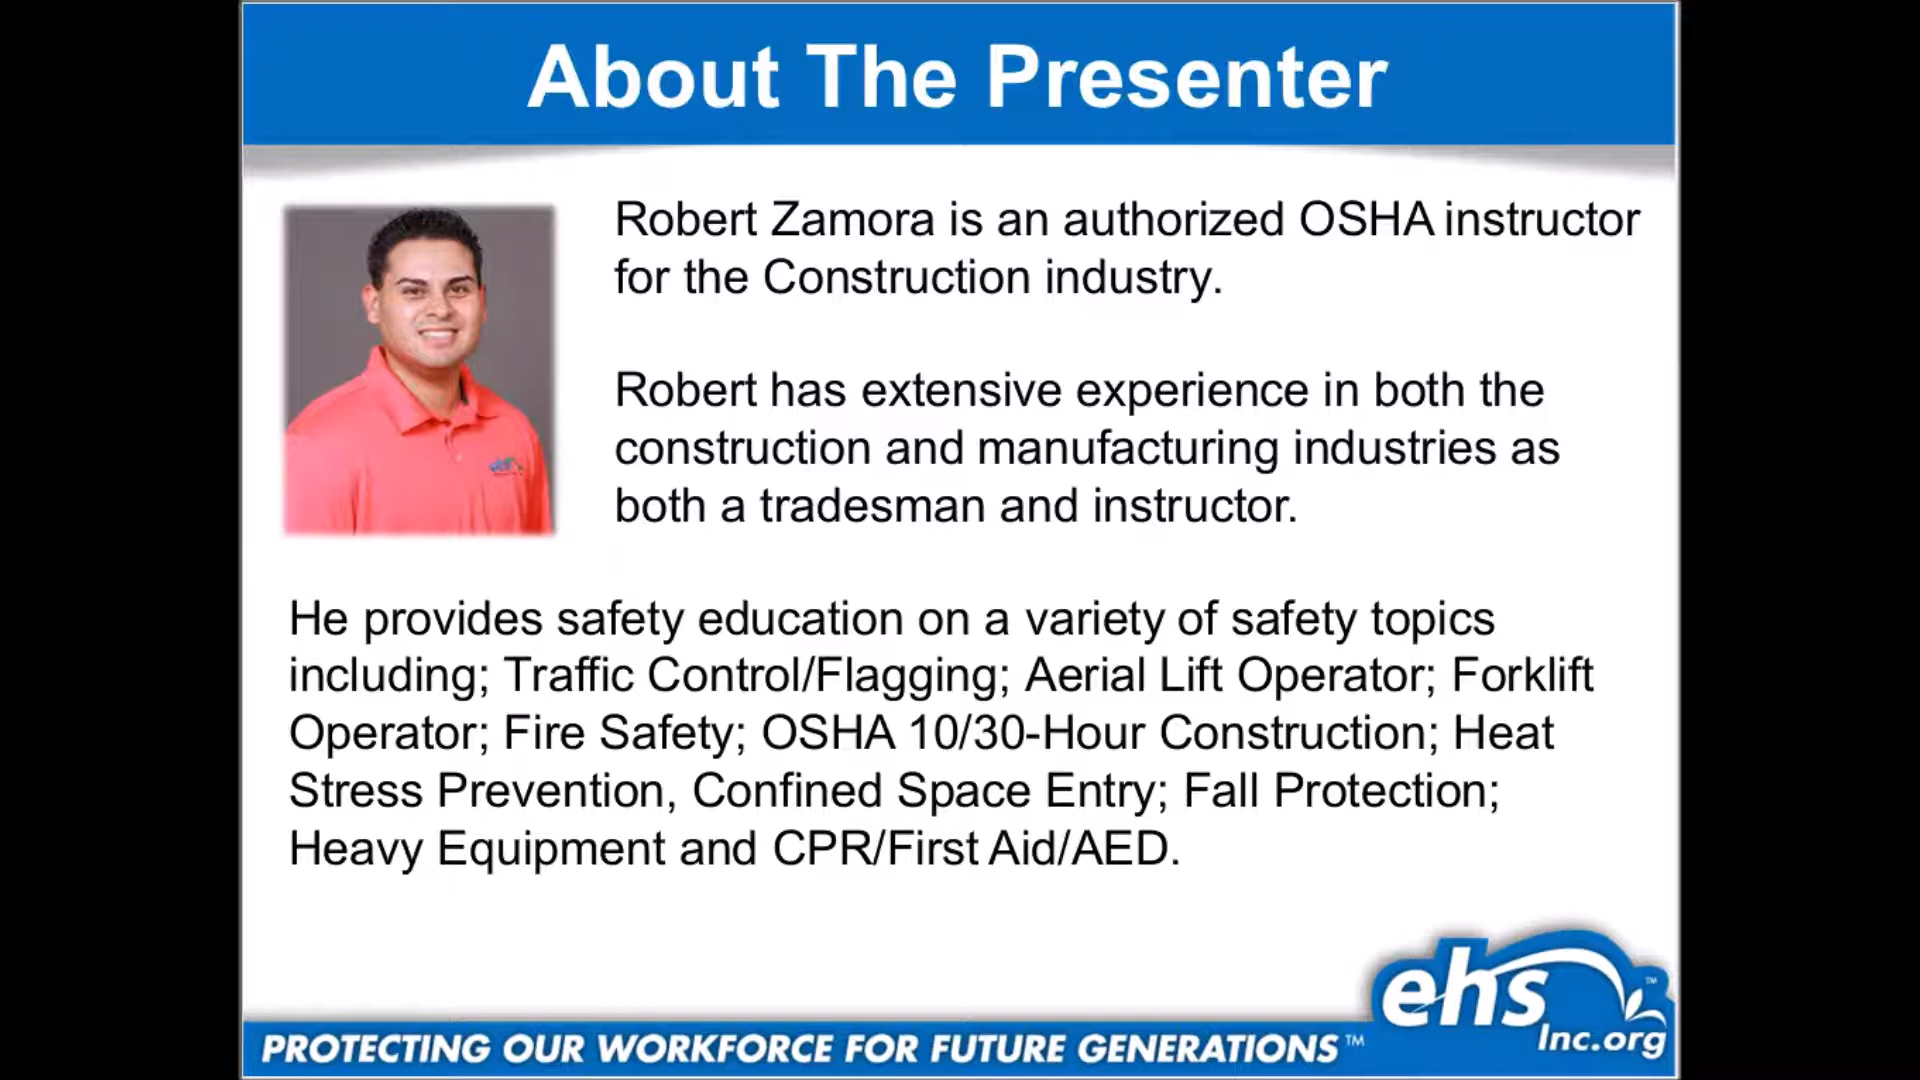 About The Presenter
Robert Zamora is an authorized OSHA instructor
for the Construction industry.
Robert has extensive experience in both the
construction and manufacturing industries as
both a tradesman and instructor.
He provides safety education on a variety of safety topics
including; Traffic Control/Flagging; Aerial Lift Operator; Forklift
Operator; Fire Safety; OSHA 10/30-Hour Construction; Heat
Stress Prevention, Confined Space Entry; Fall Protection;
Heavy Equipment and CPR/First Aid/AED.
ehs™
Inc.org
PROTECTING OUR WORKFORCE FOR FUTURE GENERATIONS™